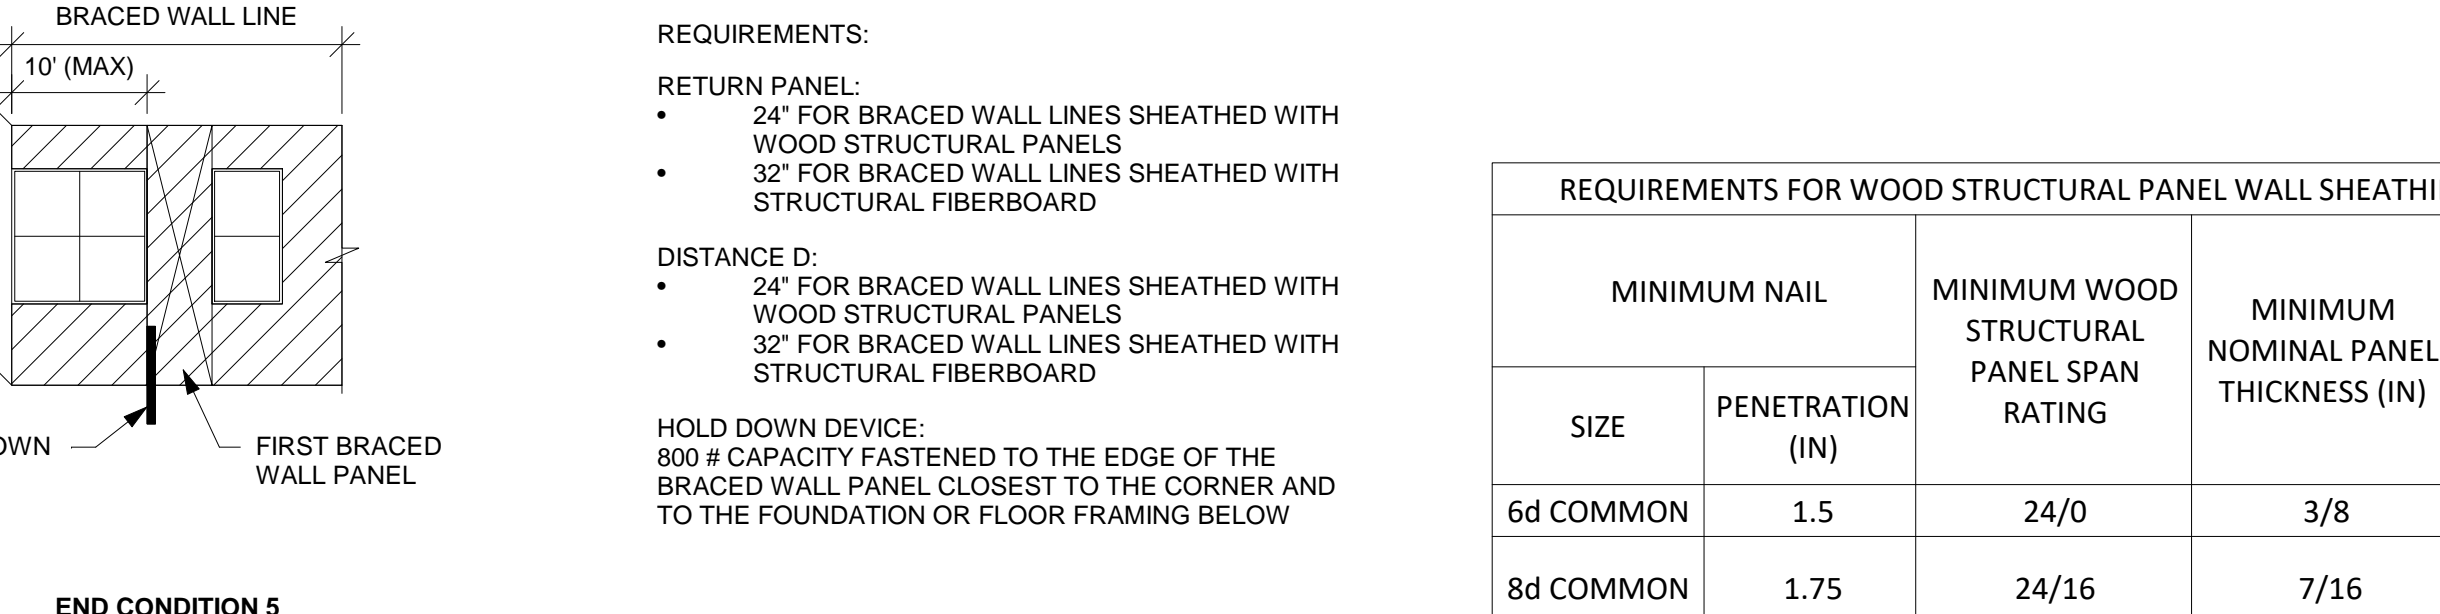 BRACED WALL LINE
10' (MAX)
FIRST BRACED
WALL PANEL
END CONDITION 5
REQUIREMENTS:
RETURN PANEL:
• 24" FOR BRACED WALL LINES SHEATHED WITH
WOOD STRUCTURAL PANELS
• 32" FOR BRACED WALL LINES SHEATHED WITH
STRUCTURAL FIBERBOARD
DISTANCE D:
• 24" FOR BRACED WALL LINES SHEATHED WITH
WOOD STRUCTURAL PANELS
• 32" FOR BRACED WALL LINES SHEATHED WITH
STRUCTURAL FIBERBOARD
HOLD DOWN DEVICE:
800 # CAPACITY FASTENED TO THE EDGE OF THE
BRACED WALL PANEL CLOSEST TO THE CORNER AND
TO THE FOUNDATION OR FLOOR FRAMING BELOW
REQUIREMENTS FOR WOOD STRUCTURAL PANEL WALL
MINIMUM NAIL
MINIMUM WOOD
STRUCTURAL
PANEL SPAN
RATING
MINIMUM
NOMINAL PANEL
THICKNESS (IN)
SIZE
PENETRATION
(IN)
6d COMMON 1.5 24/0 3/8
8d COMMON 1.75 24/16 7/16